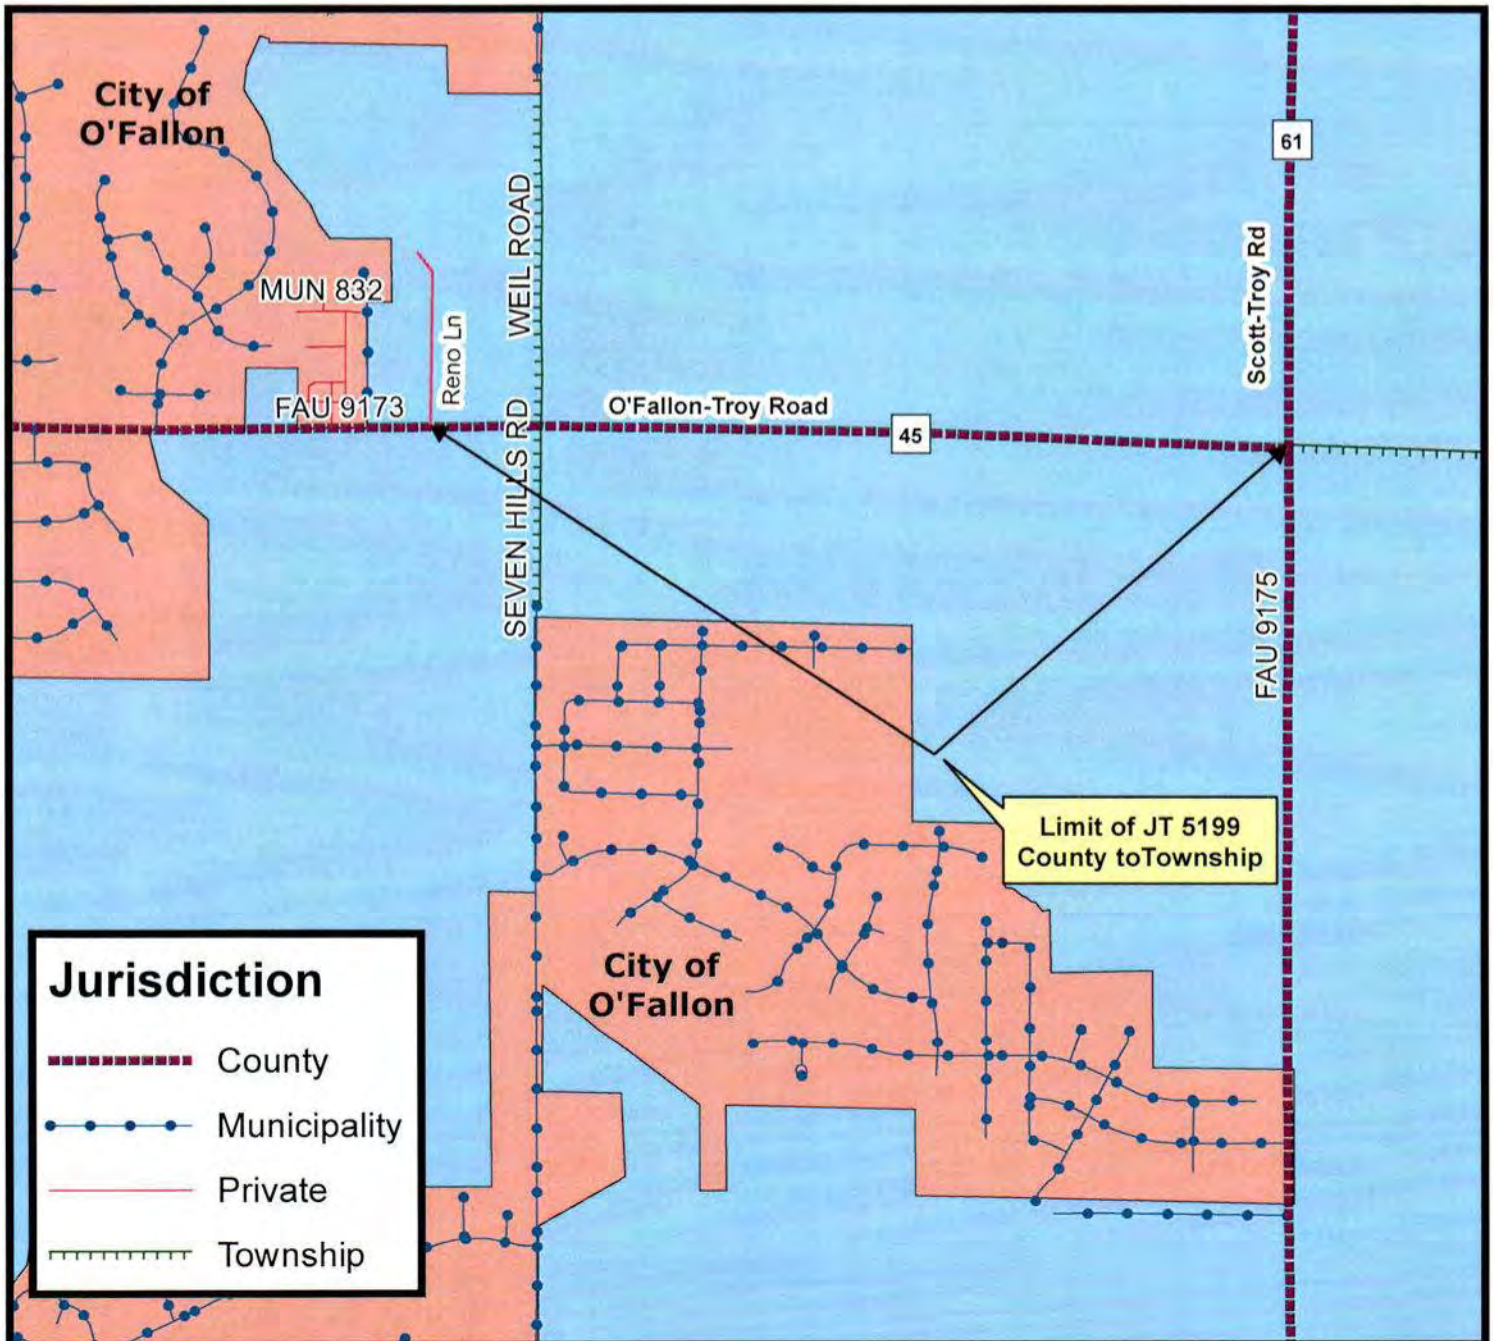 City of
O'Fallon
61
WEIL ROAD
Scott-Troy Rd
MUN 832
Reno Ln
FAU 9173
O'Fallon-Troy Road
45
SEVEN HILLS RD
FAU 9175
Limit of JT 5199
County toTownship
City of
O'Fallon
Jurisdiction
County
Municipality
Private
Township